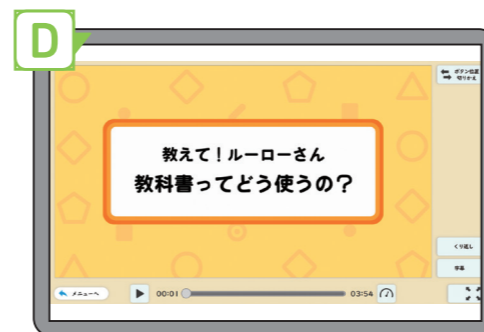 D
ボタン位置
切りかえ
教えて!ルーローさん
教科書ってどう使うの?
くり返し
字幕
メニューへ
00:01
03:54